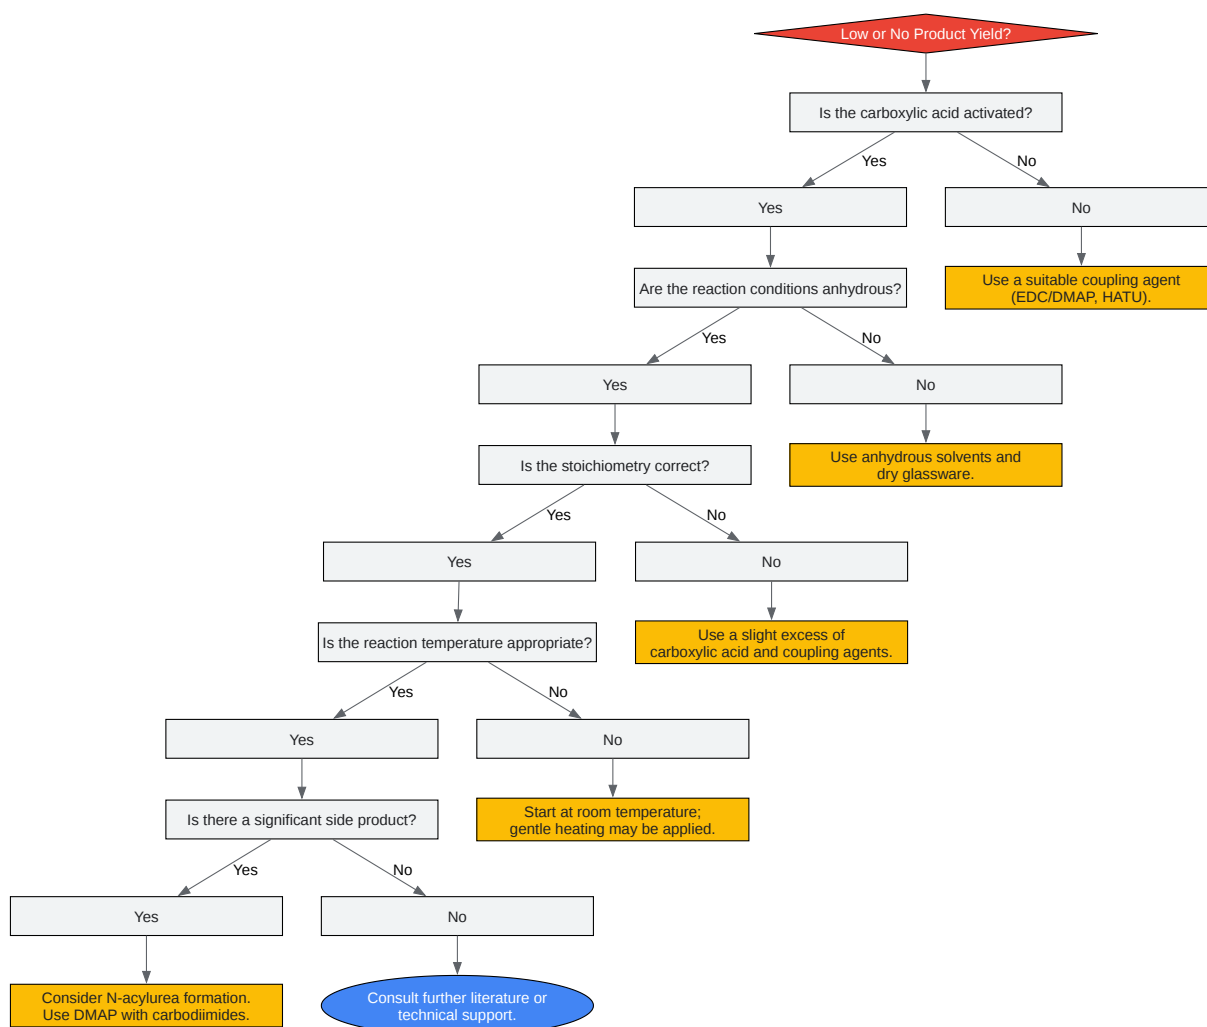 Low or No Product Yield?
Is the carboxylic acid activated?
Yes
No
Yes
No
Are the reaction conditions anhydrous?
Use a suitable coupling agent
(EDC/DMAP, HATU).
Yes
No
Yes
No
Is the stoichiometry correct?
Use anhydrous solvents and
dry glassware.
Yes
No
Yes
No
Is the reaction temperature appropriate?
Use a slight excess of
carboxylic acid and coupling agents.
Yes
No
Yes
No
Is there a significant side product?
Start at room temperature;
gentle heating may be applied.
Yes
No
Yes
No
Consider N-acylurea formation.
Use DMAP with carbodiimides.
Consult further literature or
technical support.